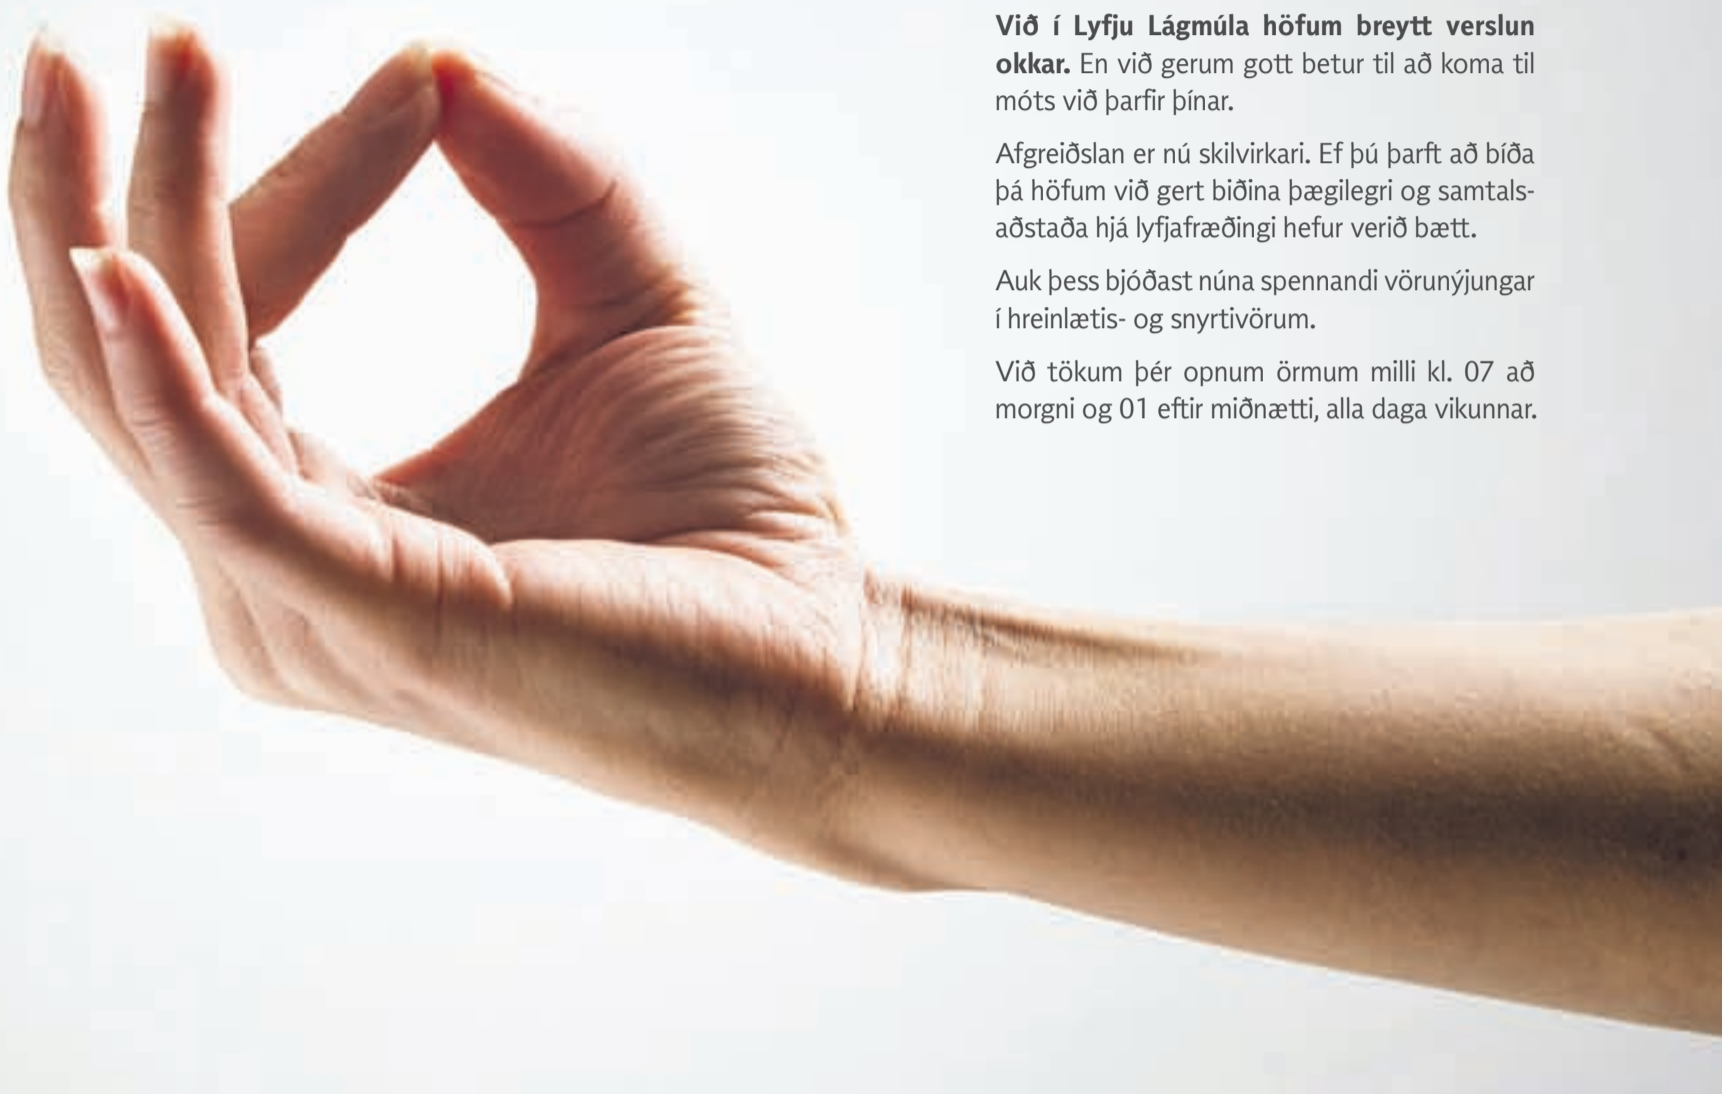 Við í Lyfju Lágmúla höfum breytt verslun
okkar. En við gerum gott betur til að koma til
móts við þarfir þínar.
Afgreiðslan er nú skilvirkari. Ef þú þarft að bíða
þá höfum við gert biðina þægilegri og samtals-
aðstaða hjá lyfjafræðingi hefur verið bætt.
Auk þess bjóðast núna spennandi vörunýjungar
í hreinlætis- og snyrtivörum.
Við tökum þér opnum örmum milli kl. 07 að
morgni og 01 eftir miðnætti, alla daga vikunnar.